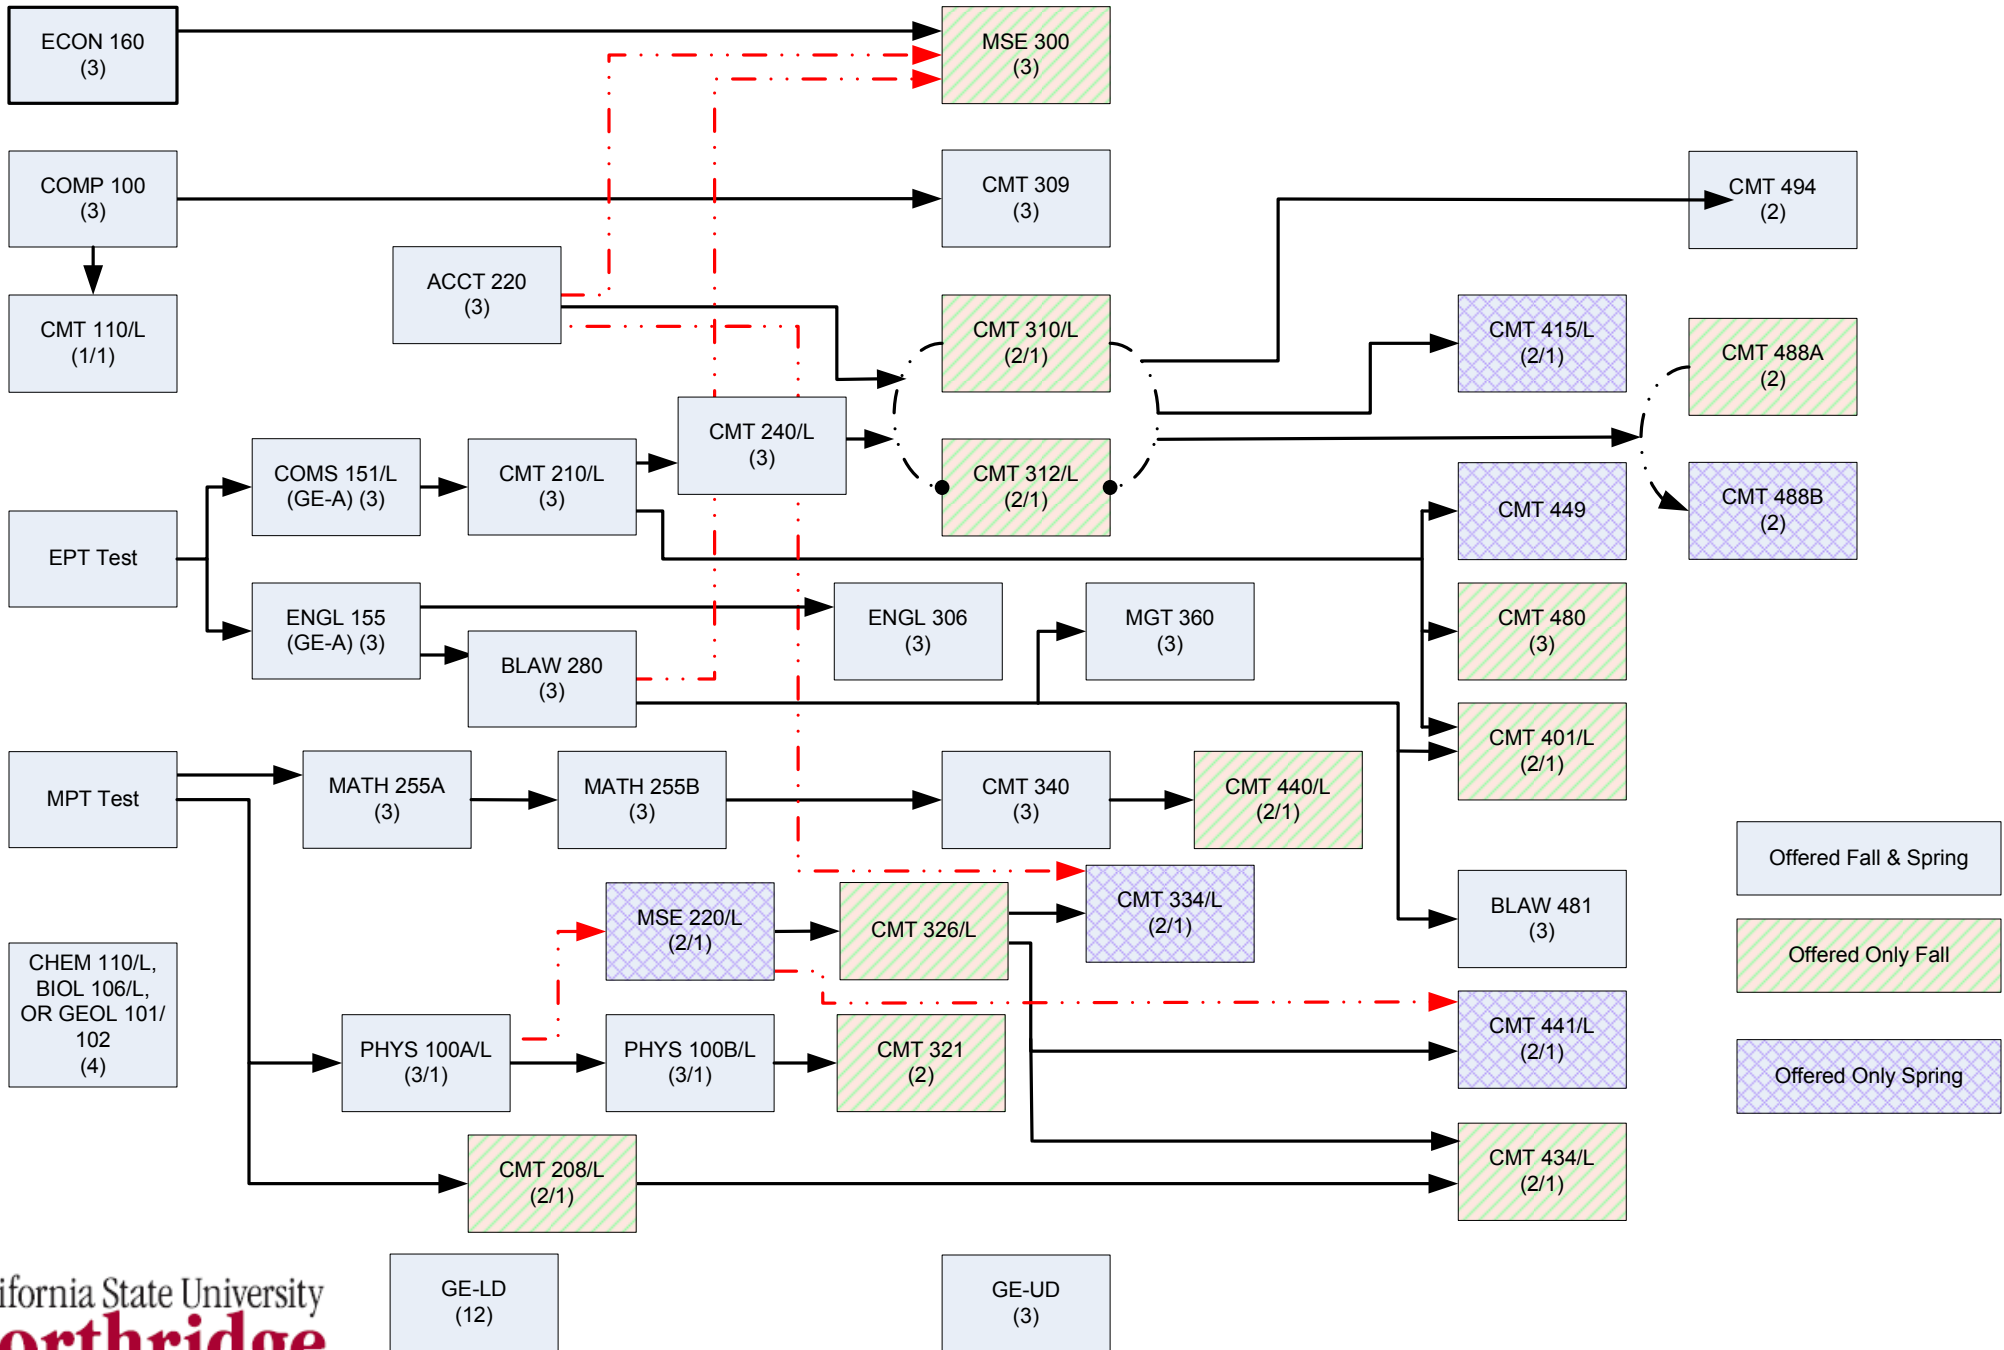 ECON 160
(3)
MSE 300
(3)
COMP 100
(3)
CMT 309
(3)
CMT 494
(2)
ACCT 220
(3)
CMT 110/L
(1/1)
CMT 310/L
(2/1)
CMT 415/L
(2/1)
CMT 488A
(2)
CMT 240/L
(3)
COMS 151/L
(GE-A) (3)
CMT 210/L
(3)
CMT 312/L
(2/1)
CMT 449
CMT 488B
(2)
EPT Test
ENGL 155
(GE-A) (3)
ENGL 306
(3)
MGT 360
(3)
CMT 480
(3)
BLAW 280
(3)
CMT 401/L
(2/1)
MPT Test
MATH 255A
(3)
MATH 255B
(3)
CMT 340
(3)
CMT 440/L
(2/1)
Offered Fall & Spring
MSE 220/L
(2/1)
CMT 326/L
CMT 334/L
(2/1)
BLAW 481
(3)
Offered Only Fall
CHEM 110/L,
BIOL 106/L,
OR GEOL 101/
102
(4)
PHYS 100A/L
(3/1)
PHYS 100B/L
(3/1)
CMT 321
(2)
CMT 441/L
(2/1)
Offered Only Spring
CMT 208/L
(2/1)
CMT 434/L
(2/1)
GE-LD
(12)
GE-UD
(3)
ifornia State University
orthridge